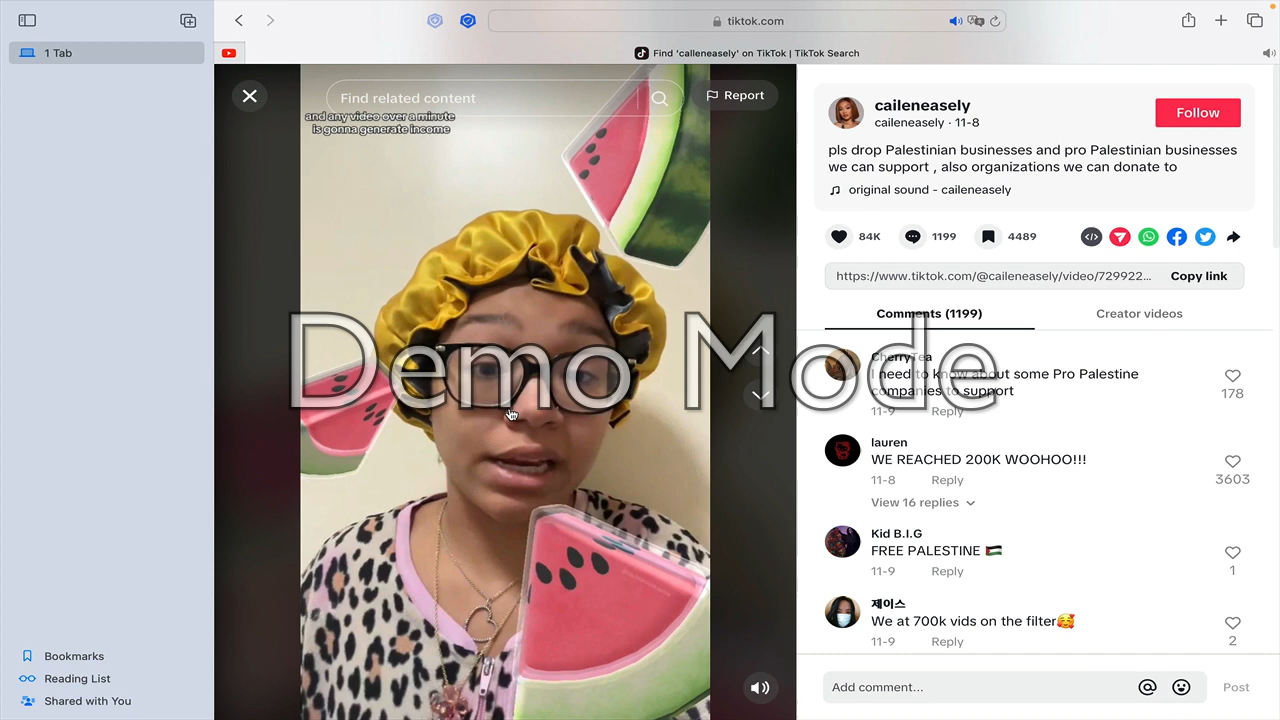 1 Tab
tiktok.com
Find 'calleneasely' on TikTok | TikTok Search
Find related content
Report
and any video over a minute
is gonna generate income
caileneasely
caileneasely · 11-8
Follow
pls drop Palestinian businesses and pro Palestinian businesses
we can support , also organizations we can donate to
original sound - caileneasely
84K
1199
4489
https://www.tiktok.com/@caileneasely/video/729922...
Copy link
Comments (1199)
Creator videos
Demo Mode
CherryTea
I need to know about some Pro Palestine
companies to support
11-9 Reply
178
lauren
WE REACHED 200K WOOHOO!!!
11-8 Reply
3603
View 16 replies
Kid B.I.G
FREE PALESTINE 🇵🇸
11-9 Reply
1
제이스
We at 700k vids on the filter🥰
11-9 Reply
2
Bookmarks
Reading List
Shared with You
Add comment...
Post